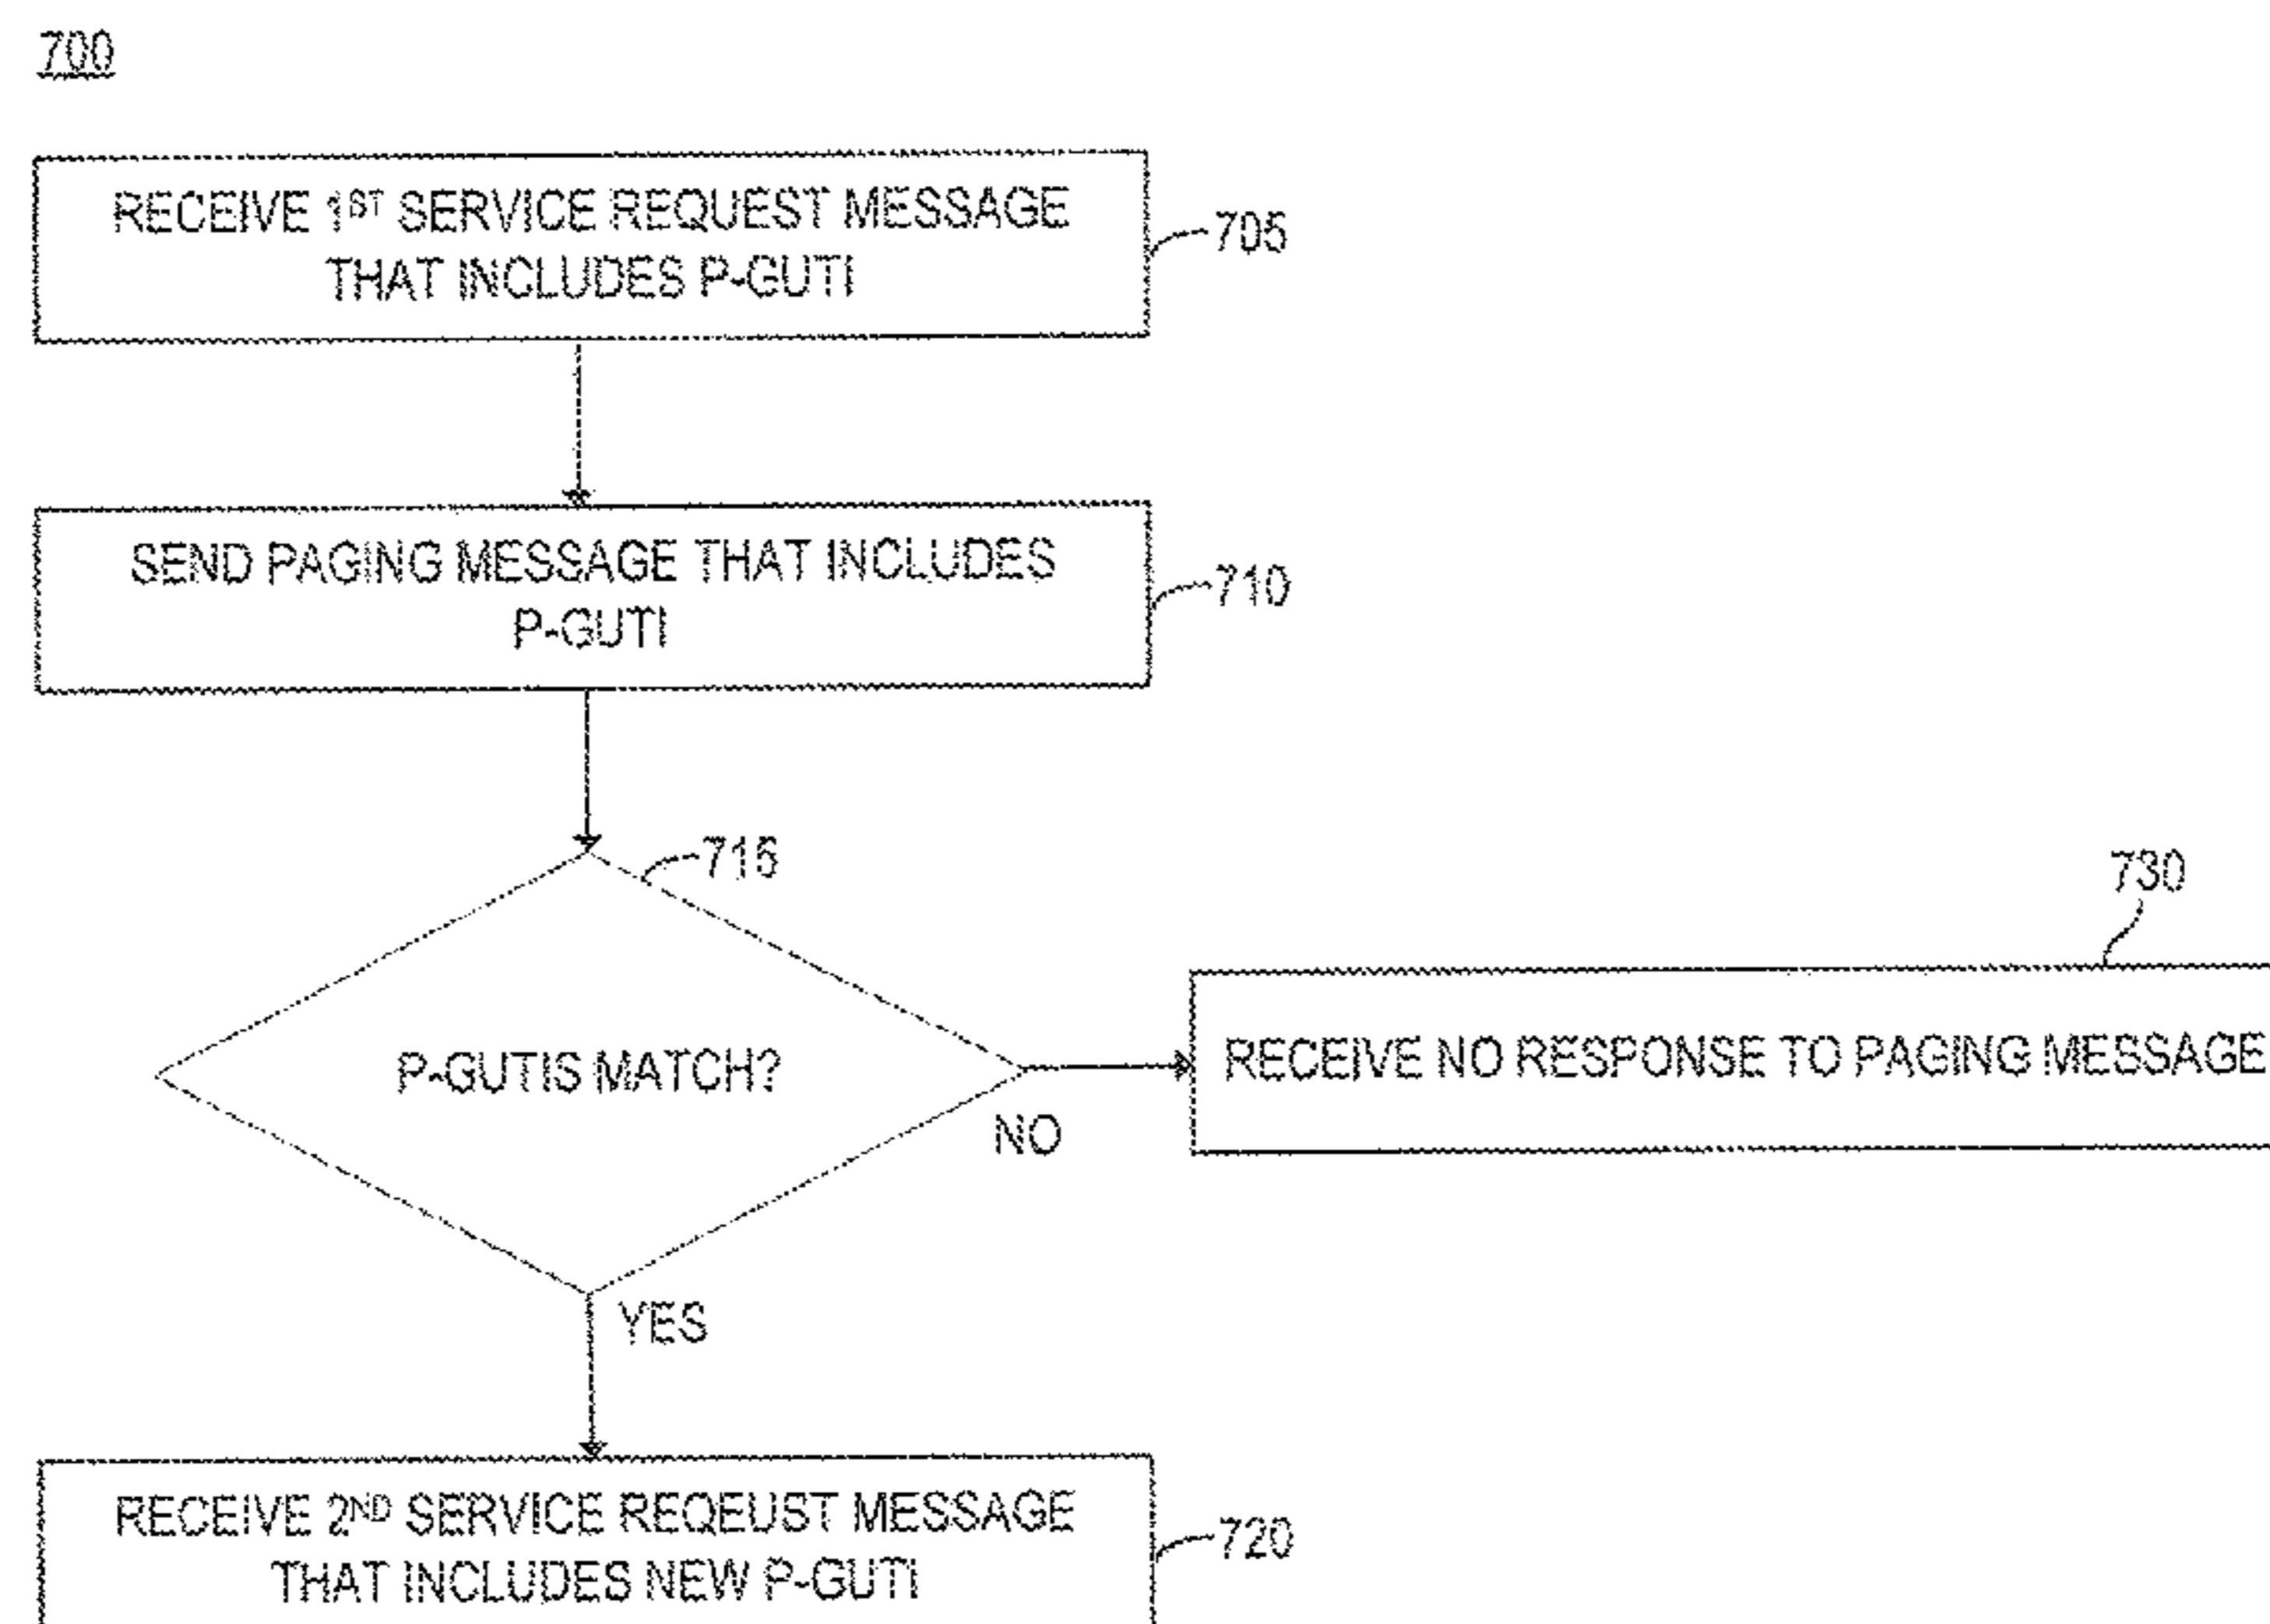 700
RECEIVE 1ST SERVICE REQUEST MESSAGE
THAT INCLUDES P-GUTI
705
SEND PAGING MESSAGE THAT INCLUDES
P-GUTI
710
715
P-GUTIS MATCH?
NO
730
RECEIVE NO RESPONSE TO PAGING MESSAGE
YES
RECEIVE 2ND SERVICE REQEUST MESSAGE
THAT INCLUDES NEW P-GUTI
720